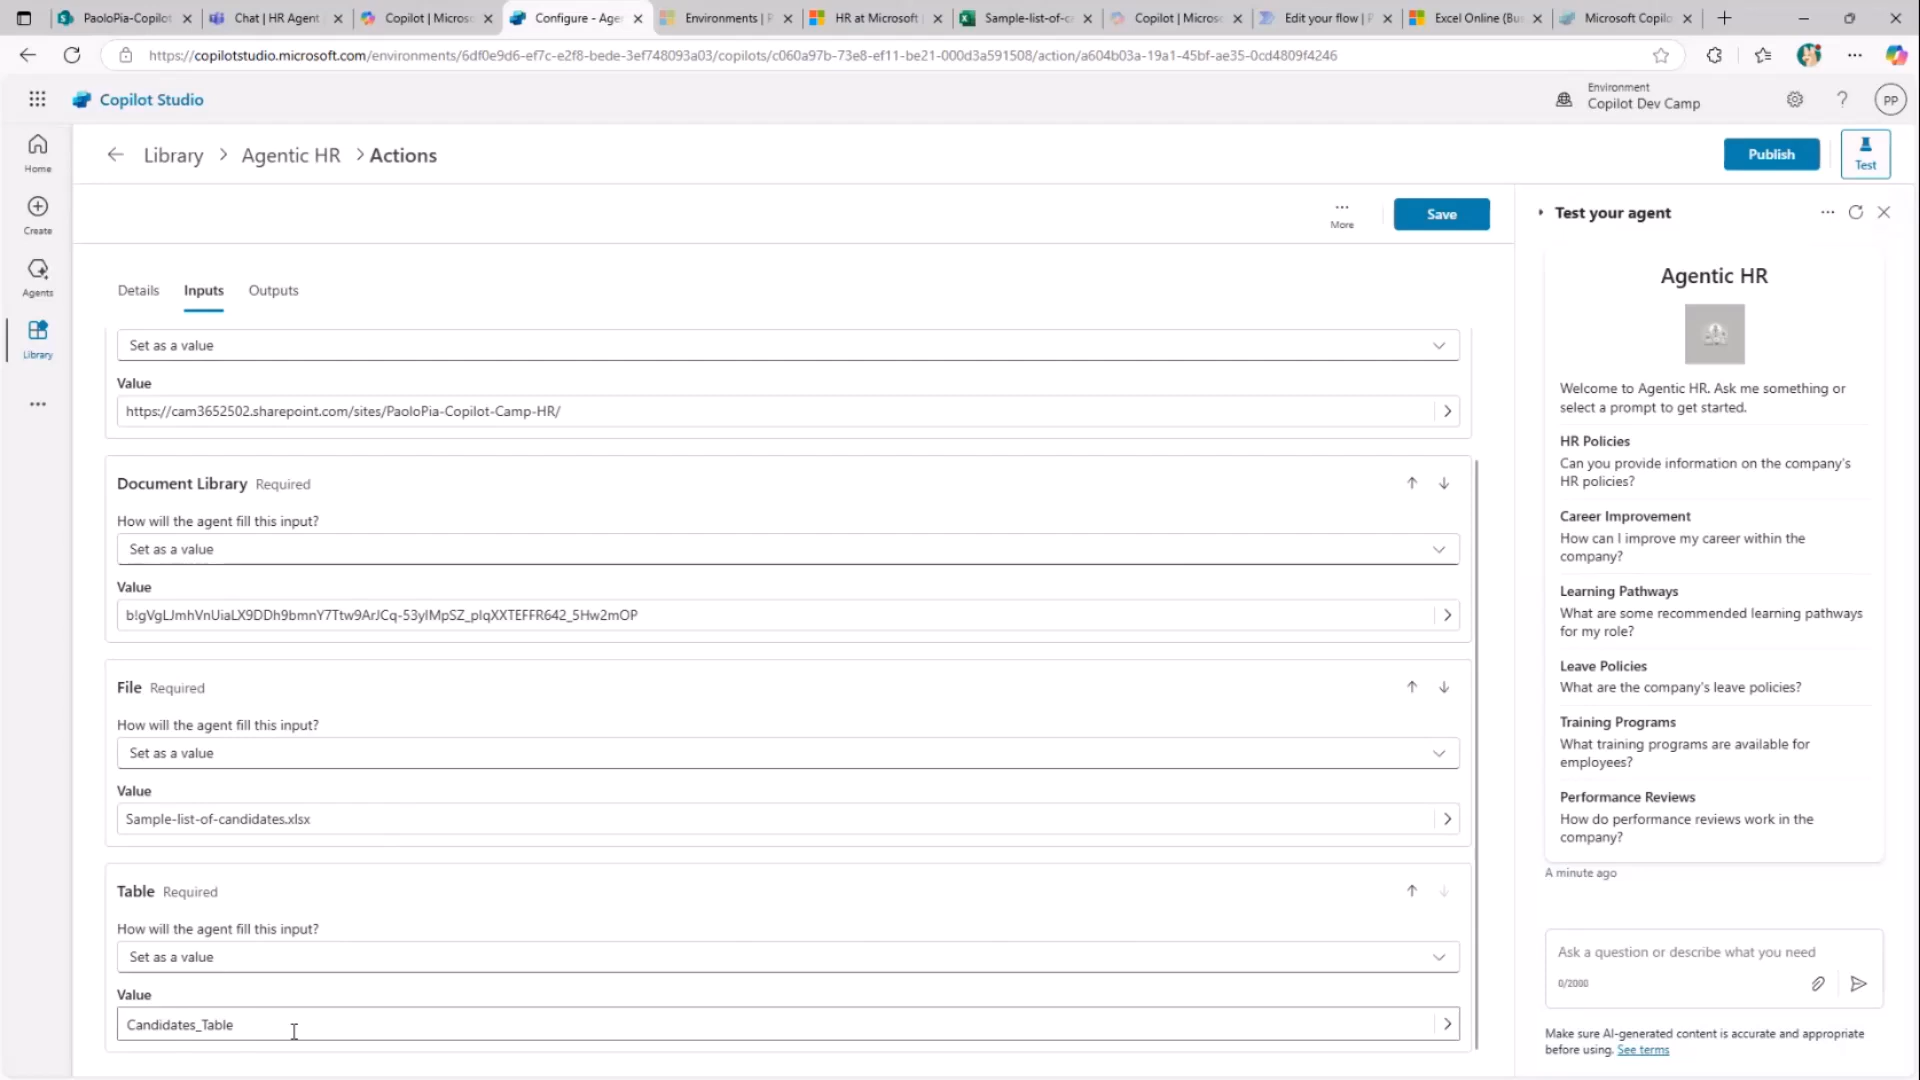 PaoloPia-Copilot
Chat | HR Agent
Copilot | Micros
Configure - Age
Environments | P
HR at Microsoft
Sample-list-of-c
Copilot | Micros
Edit your flow | P
Excel Online (Bu
Microsoft Copilo
https://copilotstudio.microsoft.com/environments/6df0e9d6-ef7c-e2f8-bede-3ef748093a03/copilots/c060a97b-73e8-ef11-be21-000d3a591508/action/a604b03a-19a1-45bf-ae35-0cd4809f4246
Copilot Studio
Environment
Copilot Dev Camp
PP
Home
Create
Agents
Library
Library > Agentic HR > Actions
Publish
Test
More
Save
Details
Inputs
Outputs
Set as a value
Value
https://cam3652502.sharepoint.com/sites/PaoloPia-Copilot-Camp-HR/
Document Library Required
How will the agent fill this input?
Set as a value
Value
b!gVgLJmhVnUiaLX9DDh9bmnY7Ttw9ArJCq-53yIMpSZ_pIqXXTEFFR642_5Hw2mOP
File Required
How will the agent fill this input?
Set as a value
Value
Sample-list-of-candidates.xlsx
Table Required
How will the agent fill this input?
Set as a value
Value
Candidates_Table
Test your agent
Agentic HR
Welcome to Agentic HR. Ask me something or
select a prompt to get started.
HR Policies
Can you provide information on the company's
HR policies?
Career Improvement
How can I improve my career within the
company?
Learning Pathways
What are some recommended learning pathways
for my role?
Leave Policies
What are the company's leave policies?
Training Programs
What training programs are available for
employees?
Performance Reviews
How do performance reviews work in the
company?
A minute ago
Ask a question or describe what you need
0/2000
Make sure AI-generated content is accurate and appropriate
before using. See terms